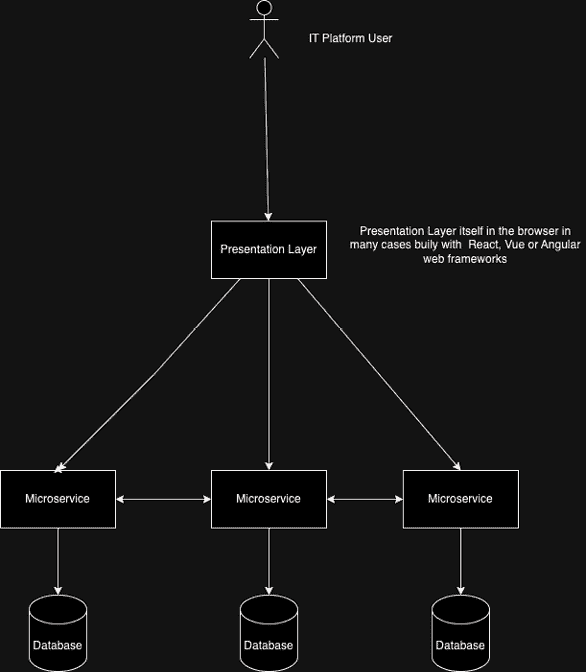 IT Platform User
Presentation Layer
Presentation Layer itself in the browser in
many cases buily with React, Vue or Angular
web frameworks
Microservice
Microservice
Microservice
Database
Database
Database